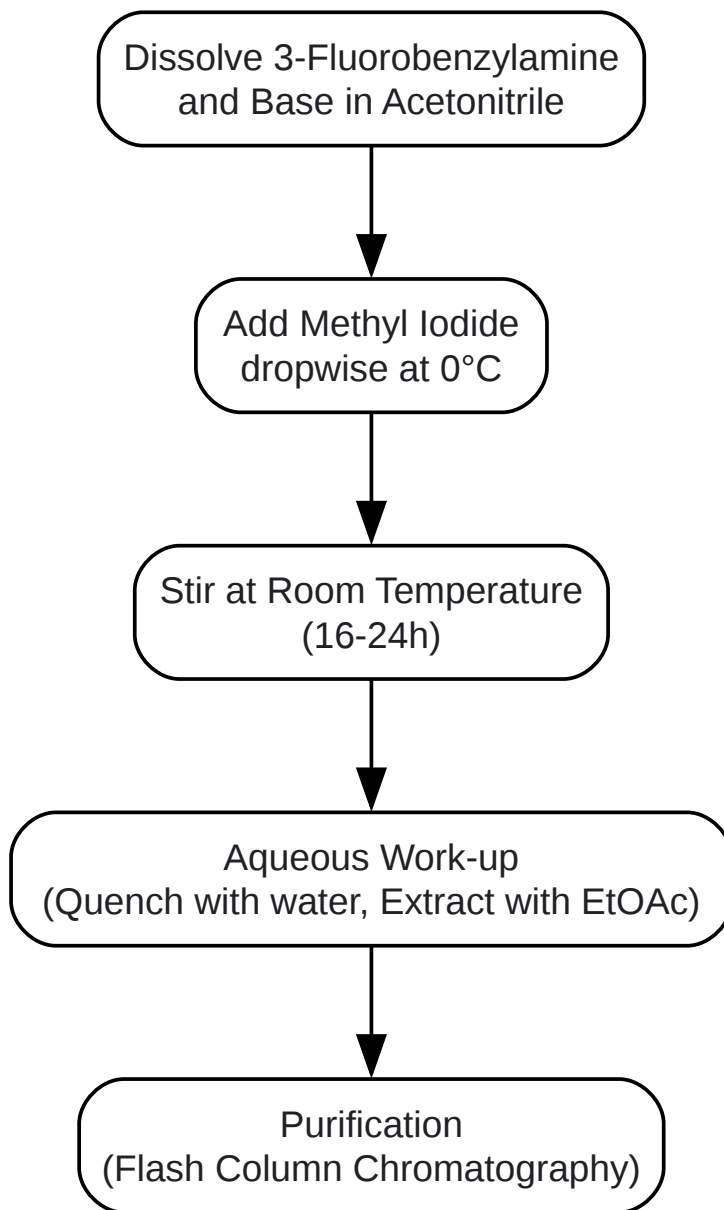 Dissolve 3-Fluorobenzylamine
and Base in Acetonitrile
Add Methyl Iodide
dropwise at 0°C
Stir at Room Temperature
(16-24h)
Aqueous Work-up
(Quench with water, Extract with EtOAc)
Purification
(Flash Column Chromatography)